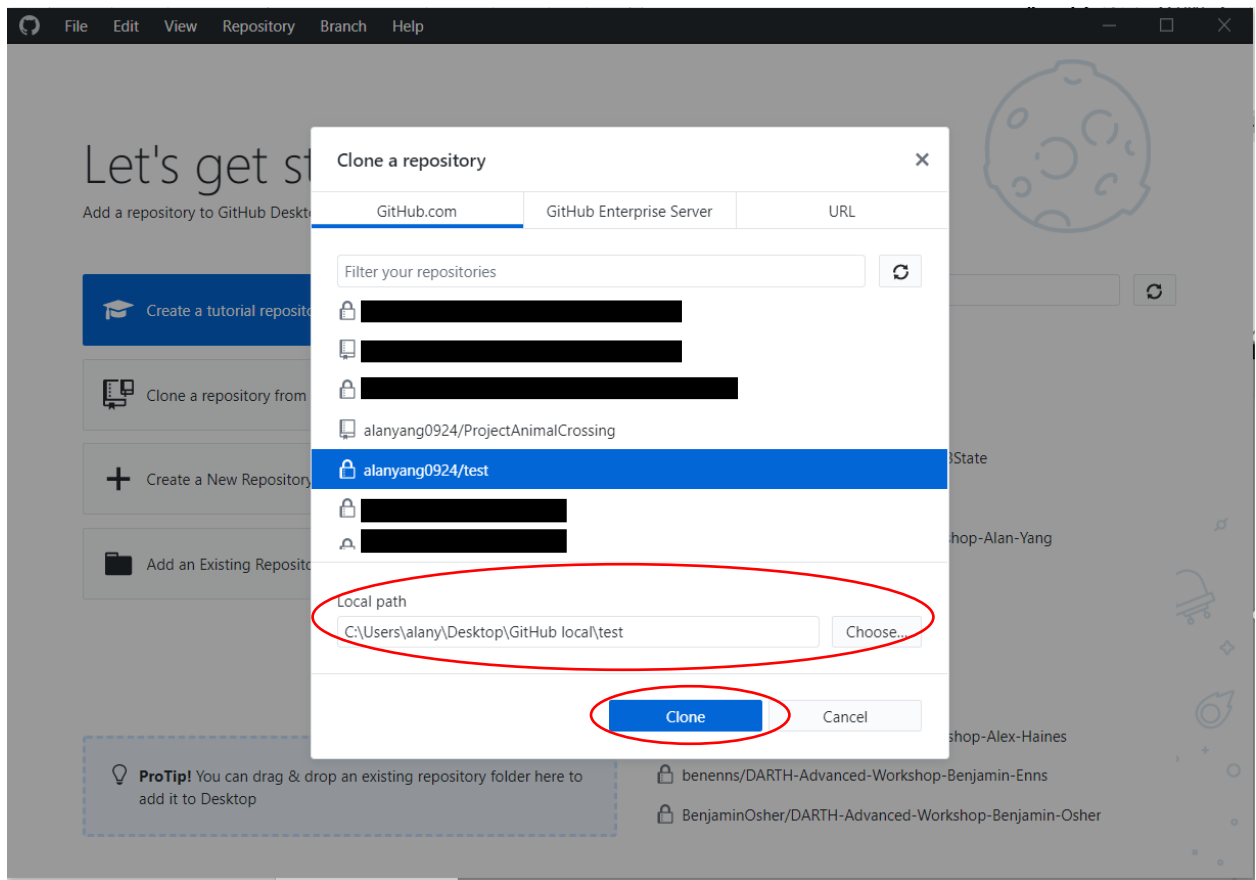 File Edit View Repository Branch Help
Let's get st
Add a repository to GitHub Deskt
Create a tutorial reposito
Clone a repository from
Create a New Repository
Add an Existing Reposito
ProTip! You can drag & drop an existing repository folder here to
add it to Desktop
Clone a repository
GitHub.com GitHub Enterprise Server URL
Filter your repositories
alanyang0924/ProjectAnimalCrossing
alanyang0924/test
Local path
C:\Users\alany\Desktop\GitHub local\test Choose...
Clone Cancel
State
hop-Alan-Yang
shop-Alex-Haines
benenns/DARTH-Advanced-Workshop-Benjamin-Enns
BenjaminOsher/DARTH-Advanced-Workshop-Benjamin-Osher